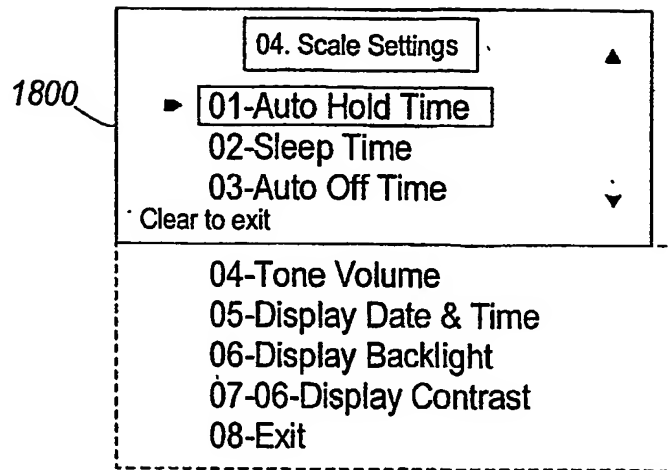 04. Scale Settings
1800
01-Auto Hold Time
02-Sleep Time
03-Auto Off Time
Clear to exit
04-Tone Volume
05-Display Date & Time
06-Display Backlight
07-06-Display Contrast
08-Exit